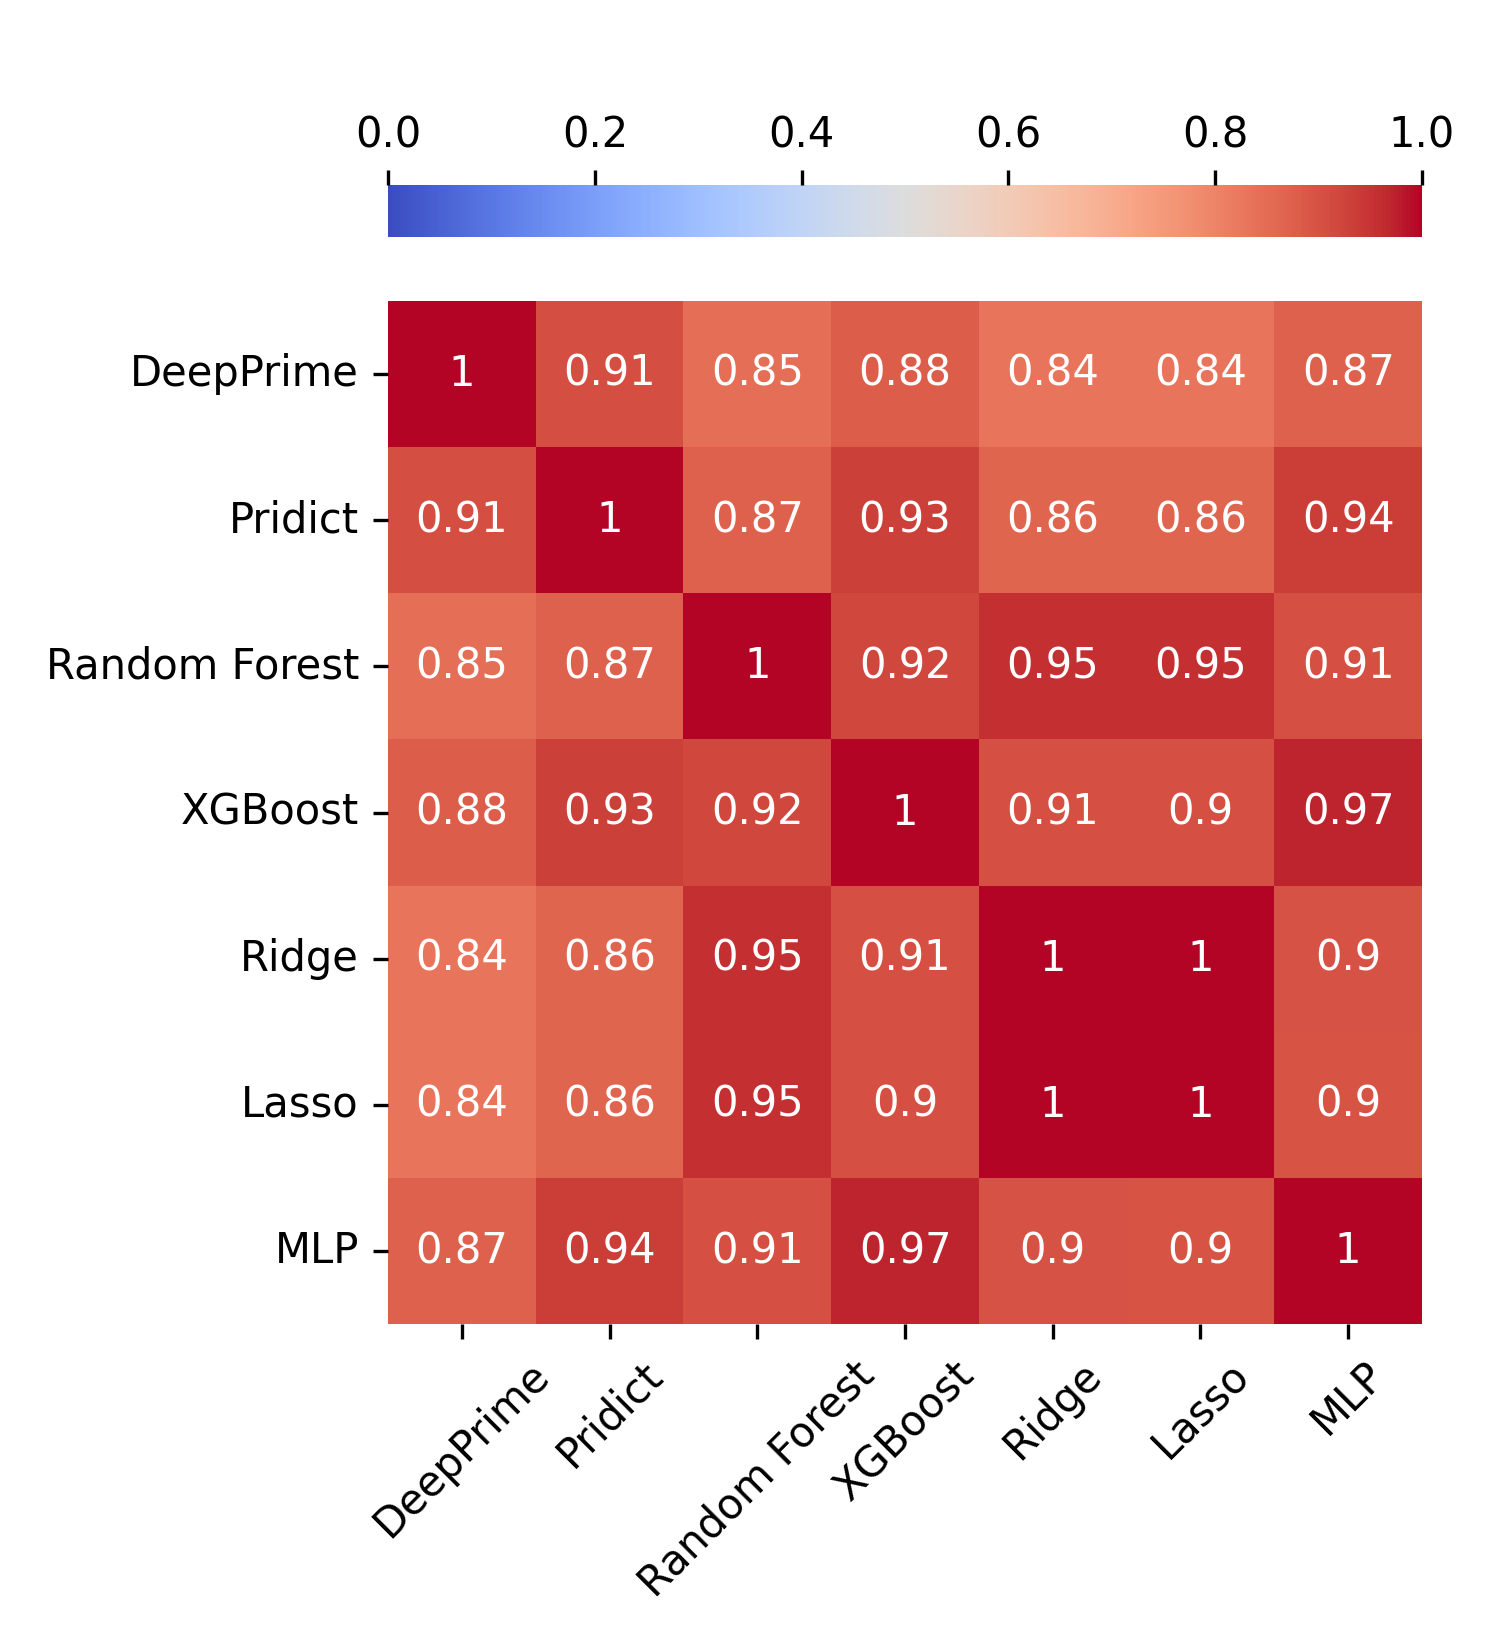 0.0 0.2 0.4 0.6 0.8 1.0
DeepPrime 1 0.91 0.85 0.88 0.84 0.84 0.87
Pridict 0.91 1 0.87 0.93 0.86 0.86 0.94
Random Forest 0.85 0.87 1 0.92 0.95 0.95 0.91
XGBoost 0.88 0.93 0.92 1 0.91 0.9 0.97
Ridge 0.84 0.86 0.95 0.91 1 1 0.9
Lasso 0.84 0.86 0.95 0.9 1 1 0.9
MLP 0.87 0.94 0.91 0.97 0.9 0.9 1
DeepPrime Pridict Random Forest XGBoost Ridge Lasso MLP